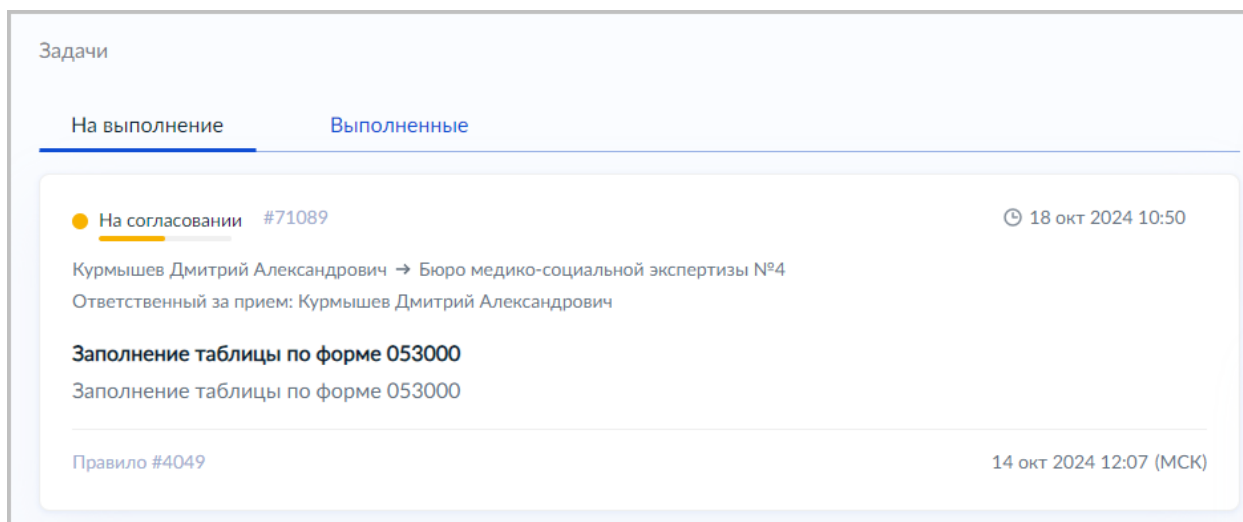 Задачи
На выполнение Выполненные
На согласовании #71089 18 окт 2024 10:50
Курмышев Дмитрий Александрович → Бюро медико-социальной экспертизы №4
Ответственный за прием: Курмышев Дмитрий Александрович
Заполнение таблицы по форме 053000
Заполнение таблицы по форме 053000
Правило #4049 14 окт 2024 12:07 (МСК)